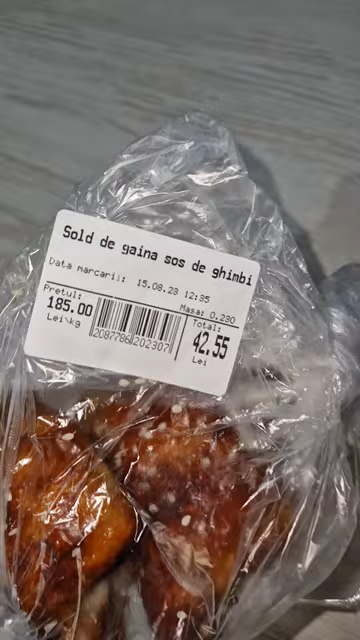 Sold de gaina sos de ghimbi
Data marcarii: 15.08.23 12:35
Pretul:
185.00
Lei\kg
Masa: 0.230
Total:
42.55
Lei
2087786202307